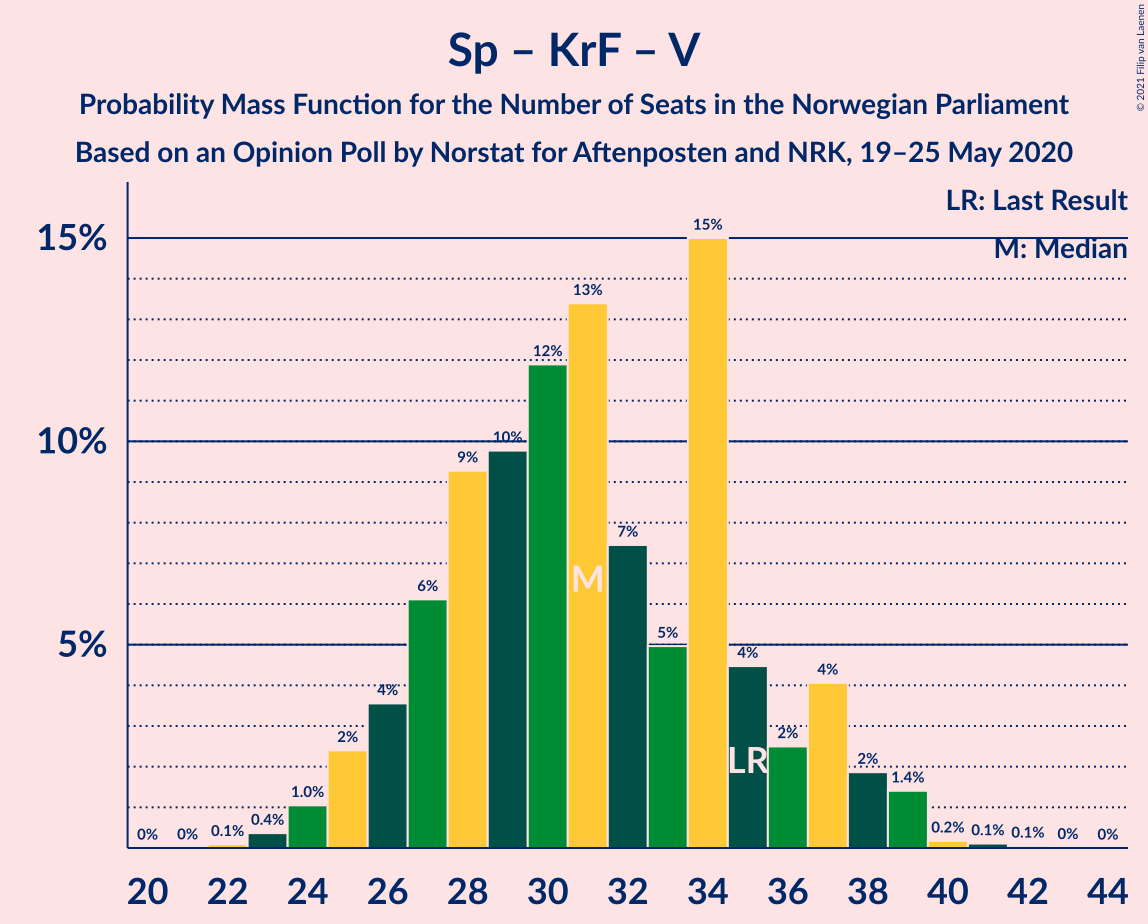 Sp – KrF – V
Probability Mass Function for the Number of Seats in the Norwegian Parliament
Based on an Opinion Poll by Norstat for Aftenposten and NRK, 19–25 May 2020
© 2021 Filip van Laenen
LR: Last Result
M: Median
15%
10%
5%
0% 0% 0.1% 0.4% 1.0% 2% 4% 6% 9% 10% 12% 13% 7% 5% 15% 4% 2% 4% 2% 1.4% 0.2% 0.1% 0.1% 0% 0%
M
LR
20 22 24 26 28 30 32 34 36 38 40 42 44